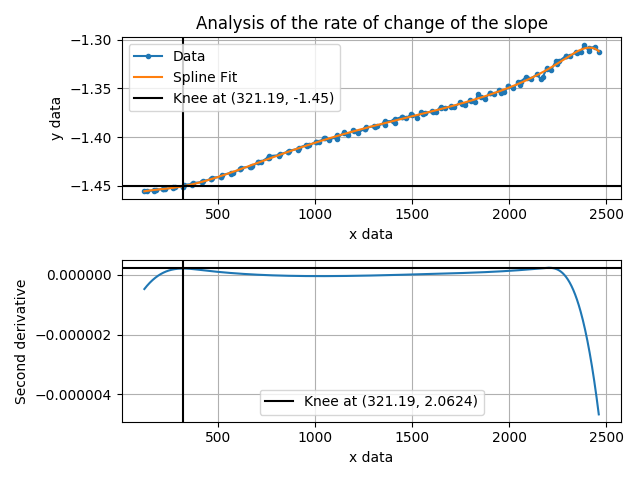 Analysis of the rate of change of the slope
y data
−1.30
−1.35
−1.40
−1.45
Data
Spline Fit
Knee at (321.19, -1.45)
500
1000
1500
2000
2500
x data
Second derivative
0.000000
−0.000002
−0.000004
Knee at (321.19, 2.0624)
500
1000
1500
2000
2500
x data